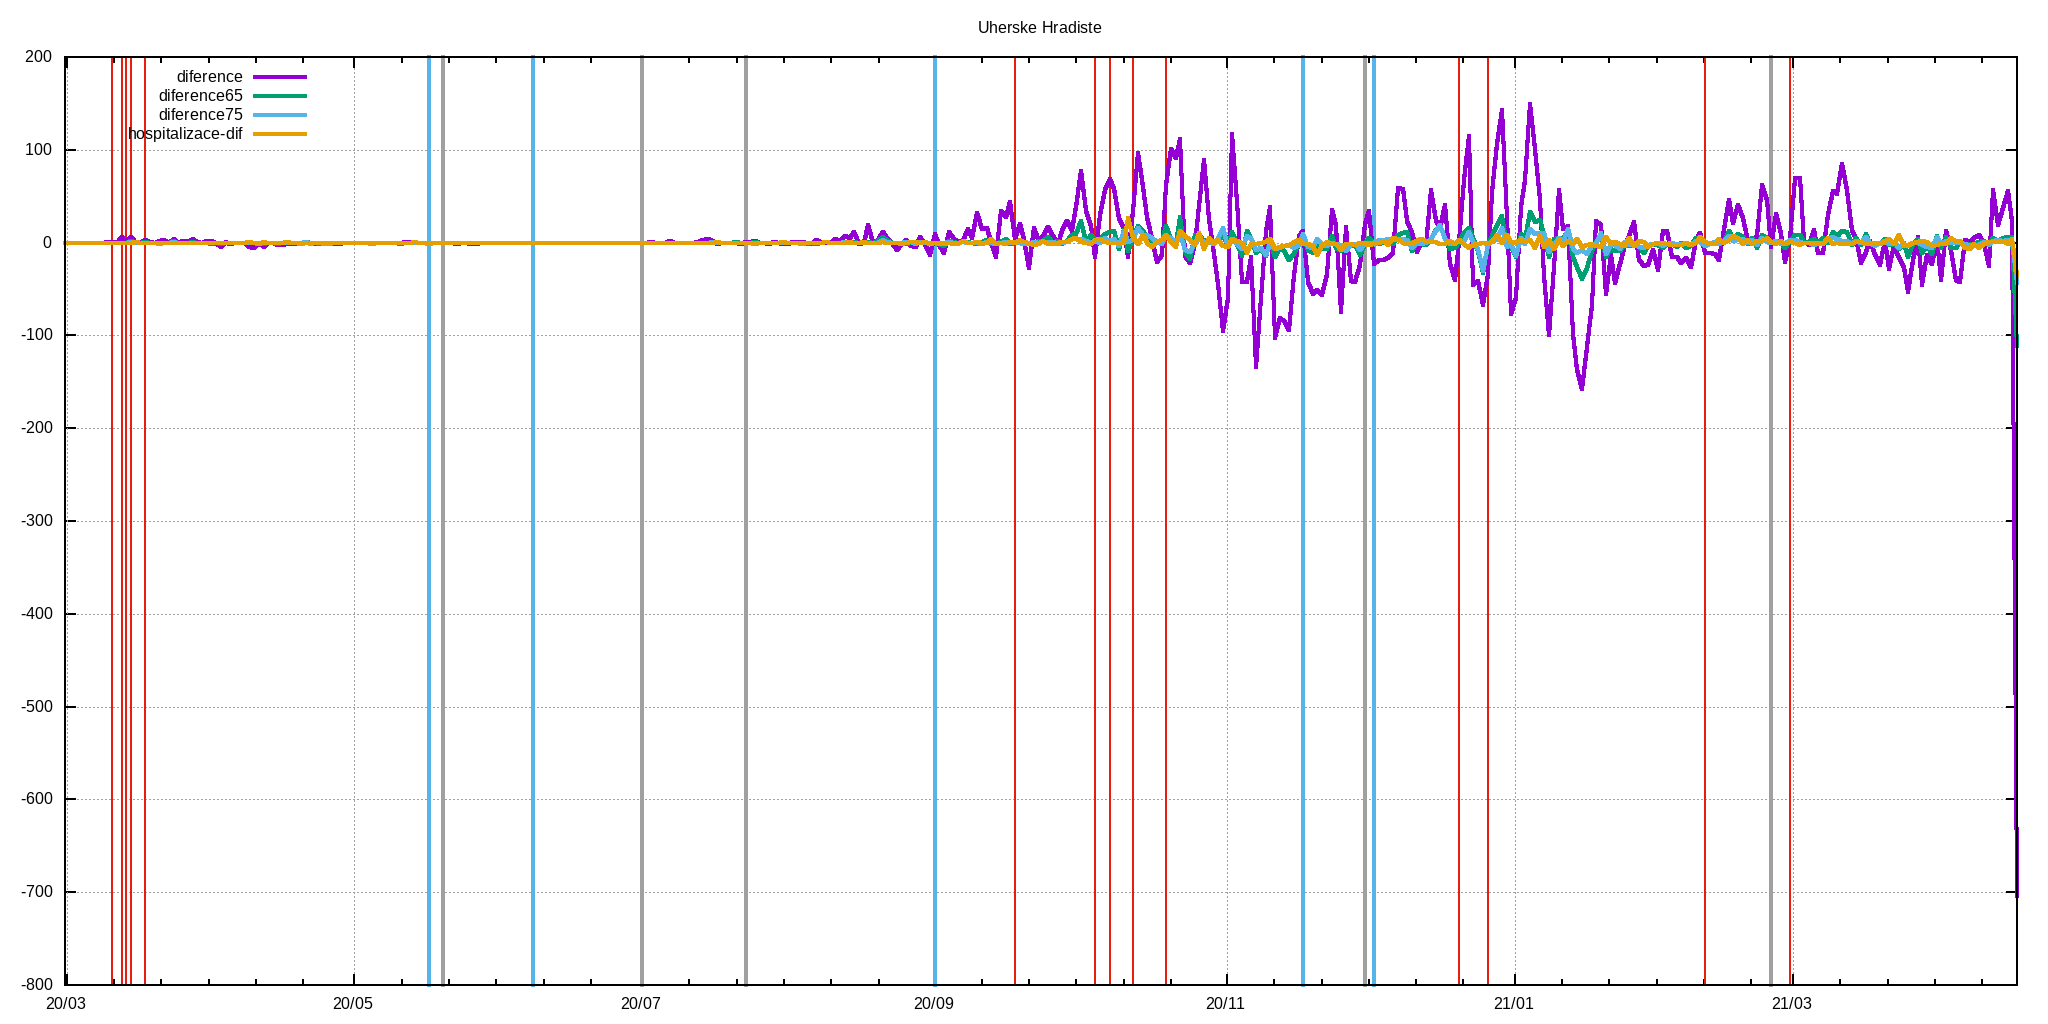 Uherske Hradiste
diference
diference65
diference75
hospitalizace-dif
200
100
0
-100
-200
-300
-400
-500
-600
-700
-800
20/03 20/05 20/07 20/09 20/11 21/01 21/03